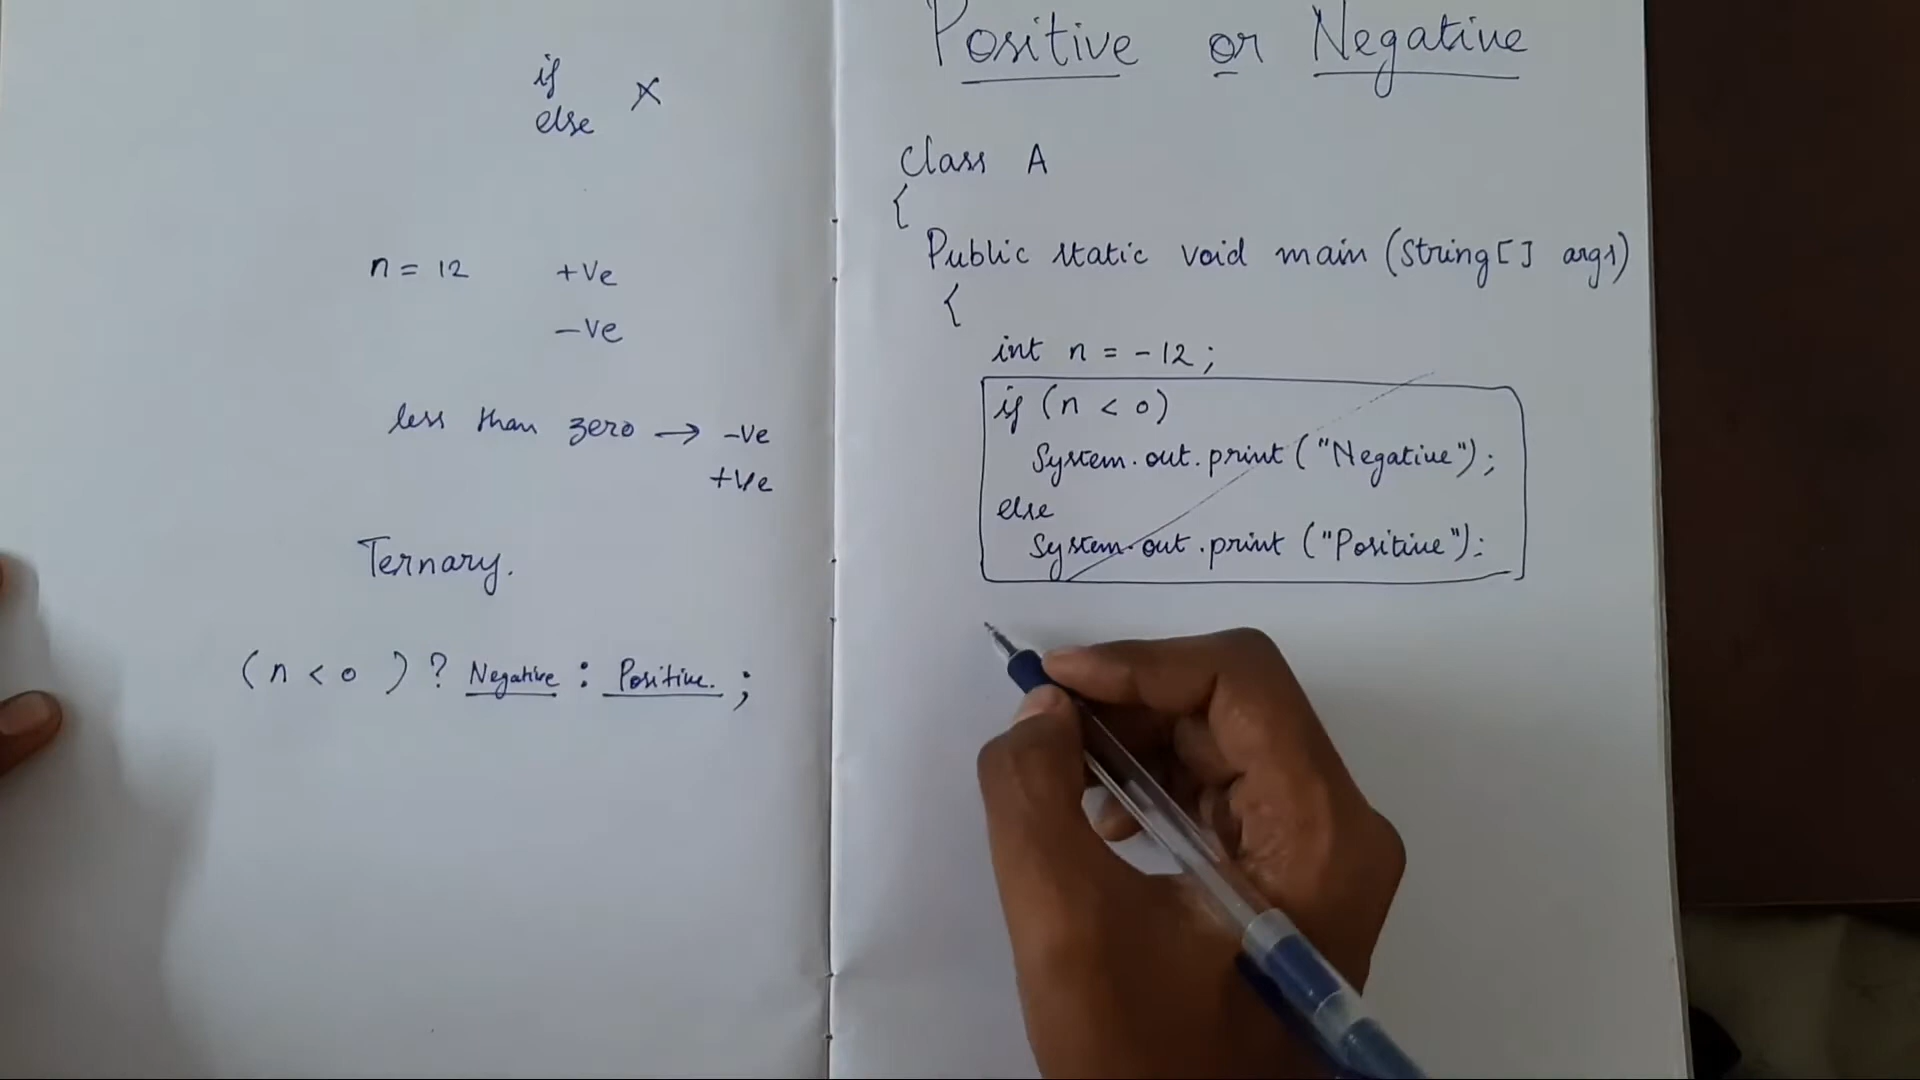 if
else X
n = 12 +ve
-ve
less than zero → -ve
+ve
Ternary.
(n < 0 ) ? Negative : Positive. ;
Positive or Negative
Class A
{
Public static void main (String [] args)
{
int n = -12 ;
if (n < 0)
System.out.print ("Negative");
else
System.out.print ("Positive");